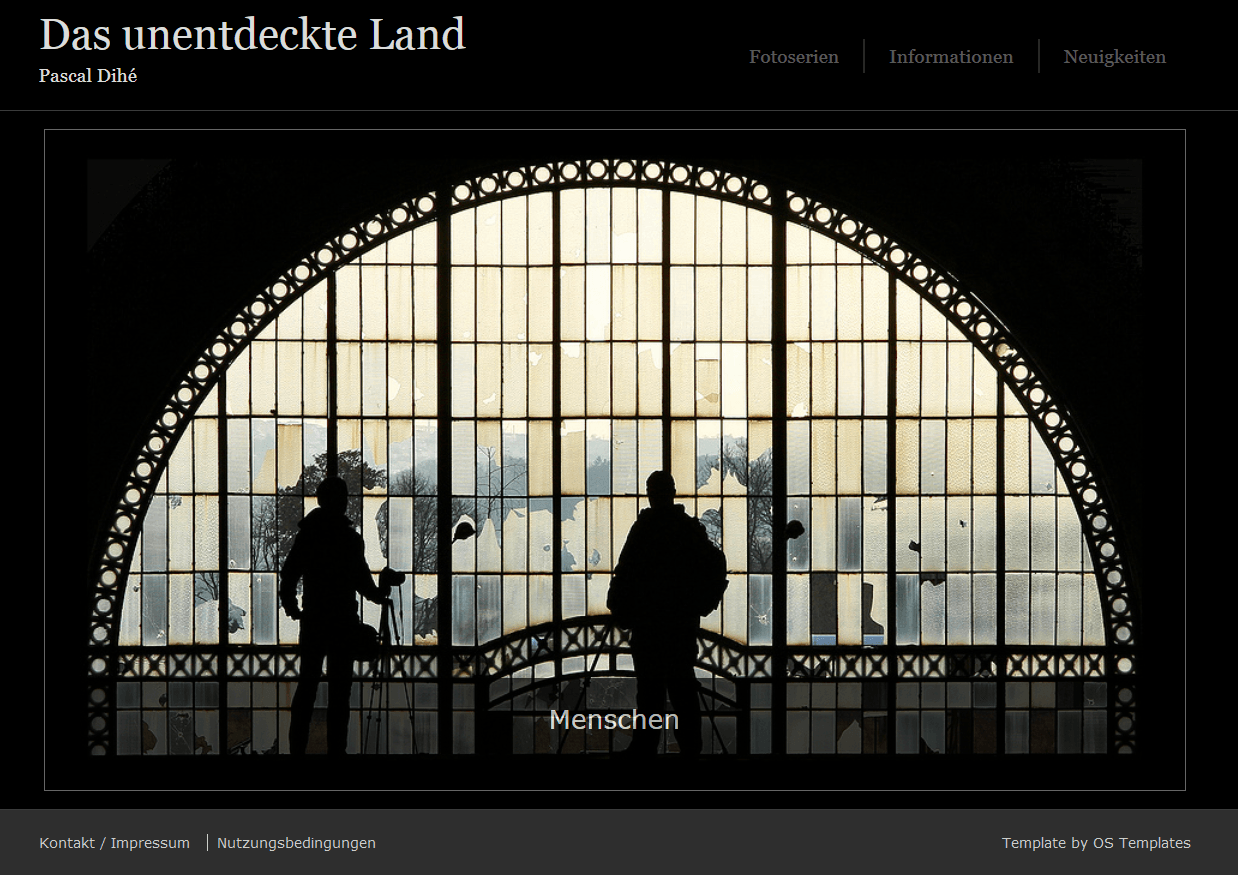 Das unentdeckte Land
Pascal Dihé
Fotoserien
Informationen
Neuigkeiten
Menschen
Kontakt / Impressum
Nutzungsbedingungen
Template by OS Templates